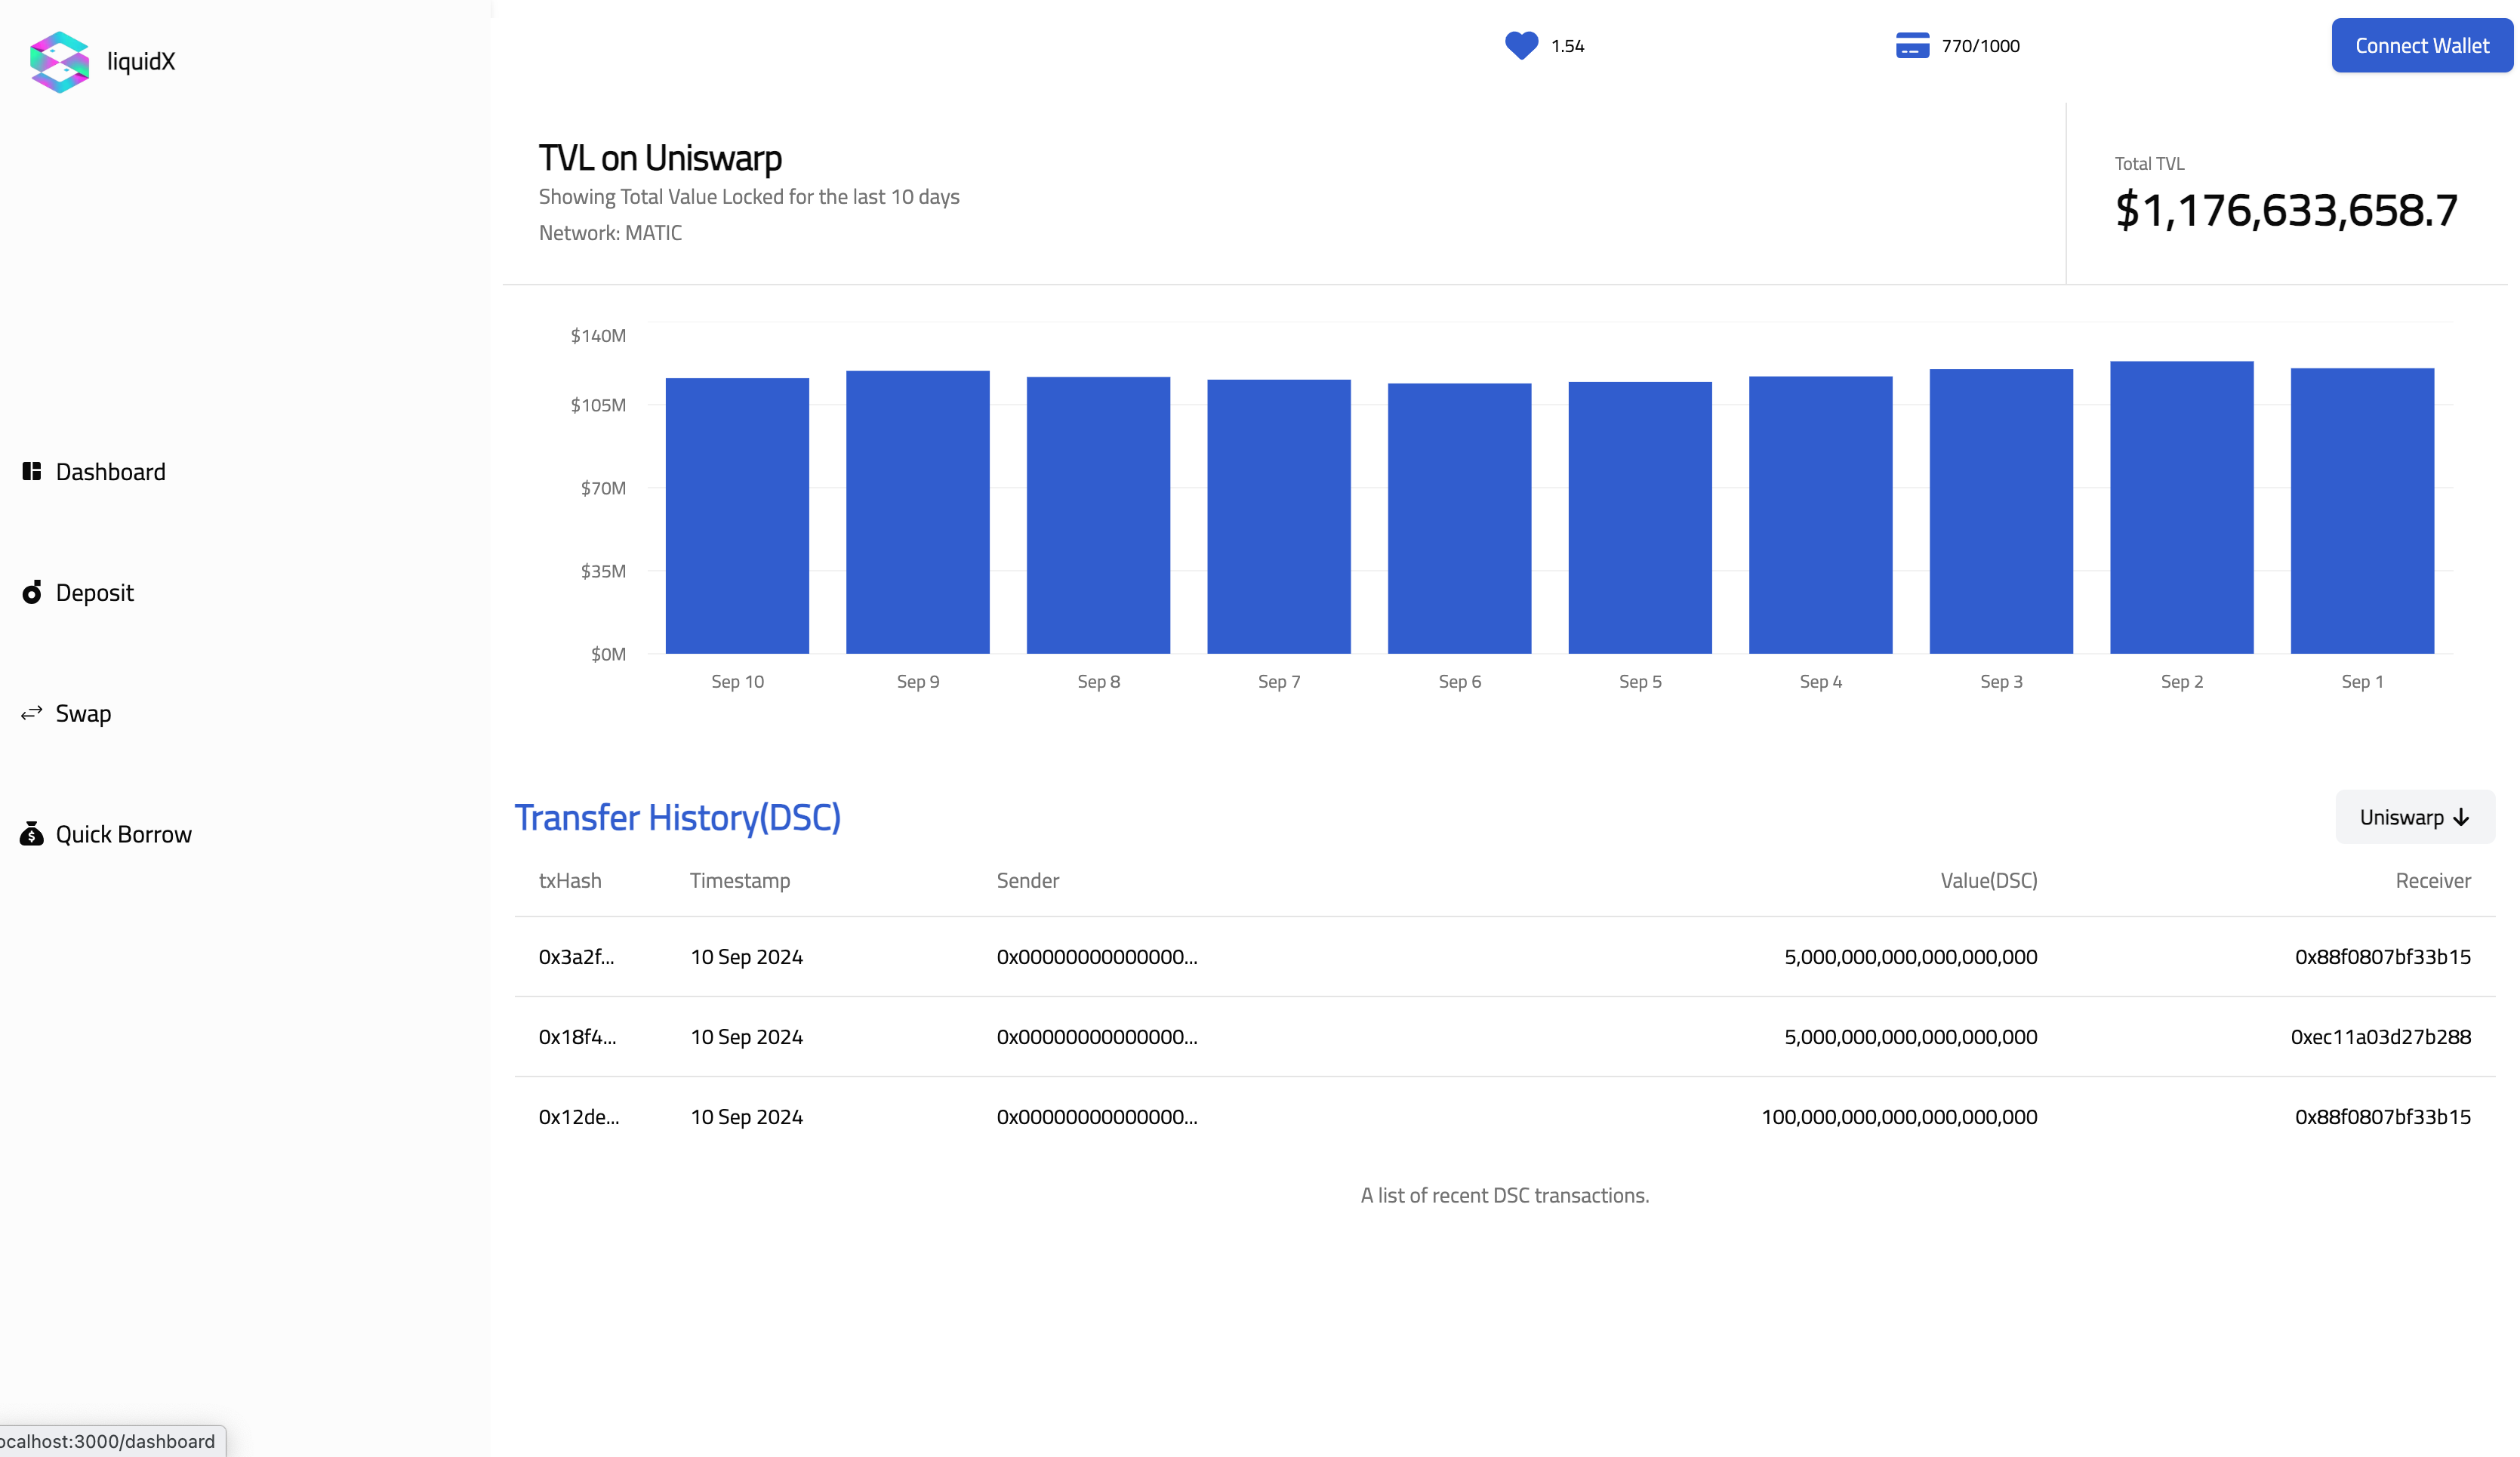 liquidX
1.54
770/1000
Connect Wallet
TVL on Uniswarp
Showing Total Value Locked for the last 10 days
Network: MATIC
Total TVL
$1,176,633,658.7
$140M
$105M
$70M
$35M
$0M
Sep 10 Sep 9 Sep 8 Sep 7 Sep 6 Sep 5 Sep 4 Sep 3 Sep 2 Sep 1
Dashboard
Deposit
Swap
Quick Borrow
Transfer History(DSC)
Uniswarp
txHash Timestamp Sender Value(DSC) Receiver
0x3a2f... 10 Sep 2024 0x00000000000000... 5,000,000,000,000,000,000 0x88f0807bf33b15
0x18f4... 10 Sep 2024 0x00000000000000... 5,000,000,000,000,000,000 0xec11a03d27b288
0x12de... 10 Sep 2024 0x00000000000000... 100,000,000,000,000,000,000 0x88f0807bf33b15
A list of recent DSC transactions.
ocalhost:3000/dashboard